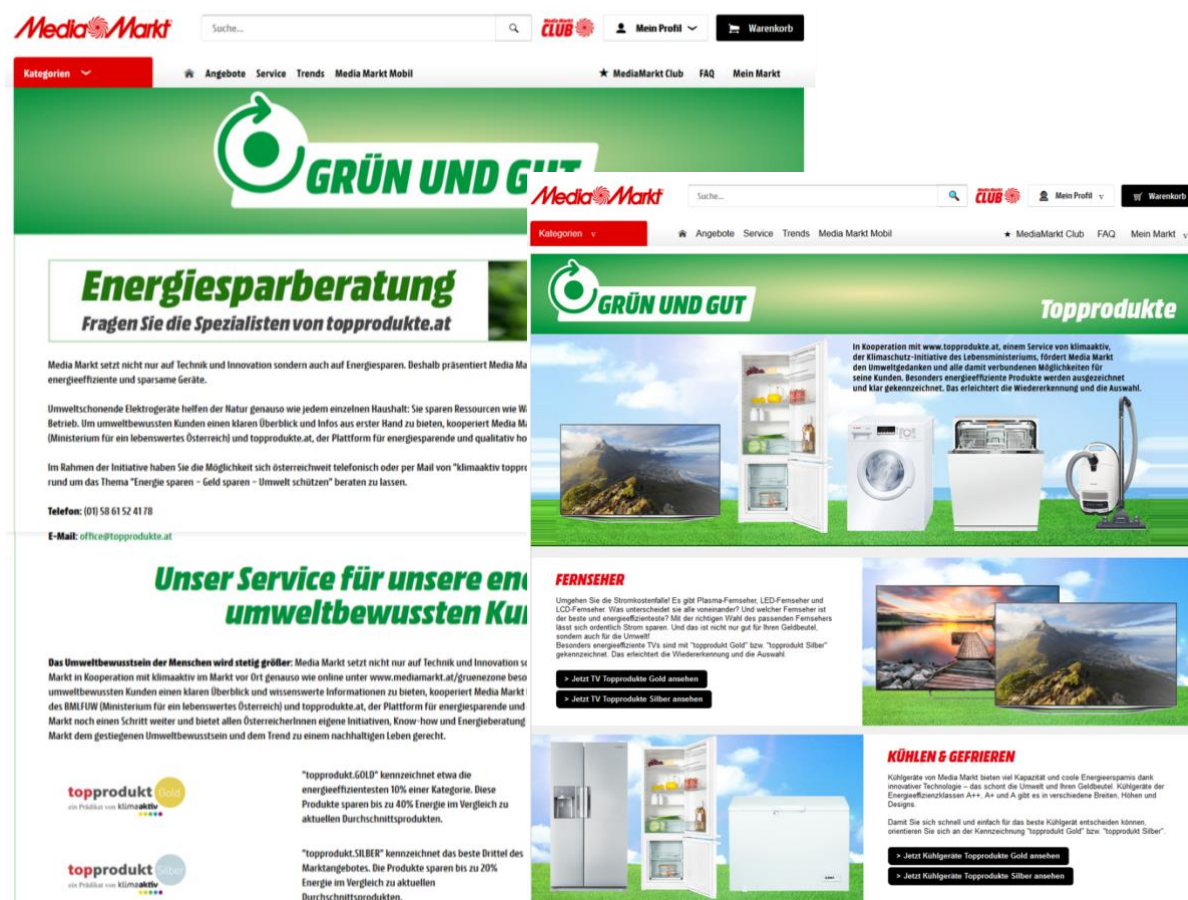 Media Markt
Suche...
Media Markt CLUB
Mein Profil
Warenkorb
Kategorien
Angebote Service Trends Media Markt Mobil
★ MediaMarkt Club FAQ Mein Markt
GRÜN UND GUT
Energiesparberatung
Fragen Sie die Spezialisten von topprodukte.at
Media Markt setzt nicht nur auf Technik und Innovation sondern auch auf Energiesparen. Deshalb präsentiert Media Ma
energieeffiziente und sparsame Geräte.
Umweltschonende Elektrogeräte helfen der Natur genauso wie jedem einzelnen Haushalt: Sie sparen Ressourcen wie Wa
Betrieb. Um umweltbewussten Kunden einen klaren Überblick und Infos aus erster Hand zu bieten, kooperiert Media Ma
(Ministerium für ein lebenswertes Österreich) und topprodukte.at, der Plattform für energiesparende und qualitativ ho
Im Rahmen der Initiative haben Sie die Möglichkeit sich österreichweit telefonisch oder per Mail von "klimaaktiv toppro
rund um das Thema "Energie sparen – Geld sparen – Umwelt schützen" beraten zu lassen.
Telefon: (01) 58 61 52 41 78
E-Mail: office@topprodukte.at
Unser Service für unsere ene
umweltbewussten Ku
Das Umweltbewusstsein der Menschen wird stetig größer: Media Markt setzt nicht nur auf Technik und Innovation so
Markt in Kooperation mit klimaaktiv im Markt vor Ort genauso wie online unter www.mediamarkt.at/gruenezone beso
umweltbewussten Kunden einen klaren Überblick und wissenswerte Informationen zu bieten, kooperiert Media Markt
des BMLFUW (Ministerium für ein lebenswertes Österreich) und topprodukte.at, der Plattform für energiesparende und
Markt noch einen Schritt weiter und bietet allen ÖsterreicherInnen eigene Initiativen, Know-how und Energieberatung
Markt dem gestiegenen Umweltbewusstsein und dem Trend zu einem nachhaltigen Leben gerecht.
topprodukt Gold
ein Prädikat von klimaaktiv
"topprodukt.GOLD" kennzeichnet etwa die
energieeffizientesten 10% einer Kategorie. Diese
Produkte sparen bis zu 40% Energie im Vergleich zu
aktuellen Durchschnittsprodukten.
topprodukt Silber
ein Prädikat von klimaaktiv
"topprodukt.SILBER" kennzeichnet das beste Drittel des
Marktangebotes. Die Produkte sparen bis zu 20%
Energie im Vergleich zu aktuellen
Durchschnittsprodukten.
Media Markt
Suche...
Media Markt CLUB
Mein Profil v
Warenkorb
Kategorien v
Angebote Service Trends Media Markt Mobil
★ MediaMarkt Club FAQ Mein Markt v
GRÜN UND GUT
Topprodukte
In Kooperation mit www.topprodukte.at, einem Service von klimaaktiv,
der Klimaschutz-Initiative des Lebensministeriums, fördert Media Markt
den Umweltgedanken und alle damit verbundenen Möglichkeiten für
seine Kunden. Besonders energieeffiziente Produkte werden ausgezeichnet
und klar gekennzeichnet. Das erleichtert die Wiedererkennung und die Auswahl.
FERNSEHER
Umgehen Sie die Stromkostenfalle! Es gibt Plasma-Fernseher, LED-Fernseher und
LCD-Fernseher. Was unterscheidet sie alle voneinander? Und welcher Fernseher ist
der beste und energieeffizienteste? Mit der richtigen Wahl des passenden Fernsehers
lässt sich ordentlich Strom sparen. Und das ist nicht nur gut für Ihren Geldbeutel,
sondern auch für die Umwelt!
Besonders energieeffiziente TVs sind mit "topprodukt Gold" bzw. "topprodukt Silber"
gekennzeichnet. Das erleichtert die Wiedererkennung und die Auswahl.
> Jetzt TV Topprodukte Gold ansehen
> Jetzt TV Topprodukte Silber ansehen
KÜHLEN & GEFRIEREN
Kühlgeräte von Media Markt bieten viel Kapazität und coole Energieersparnis dank
innovativer Technologie – das schont die Umwelt und Ihren Geldbeutel. Kühlgeräte der
Energieeffizienzklassen A++, A+ und A gibt es in verschiedene Breiten, Höhen und
Designs.
Damit Sie sich schnell und einfach für das beste Kühlgerät entscheiden können,
orientieren Sie sich an der Kennzeichnung "topprodukt Gold" bzw. "topprodukt Silber".
> Jetzt Kühlgeräte Topprodukte Gold ansehen
> Jetzt Kühlgeräte Topprodukte Silber ansehen